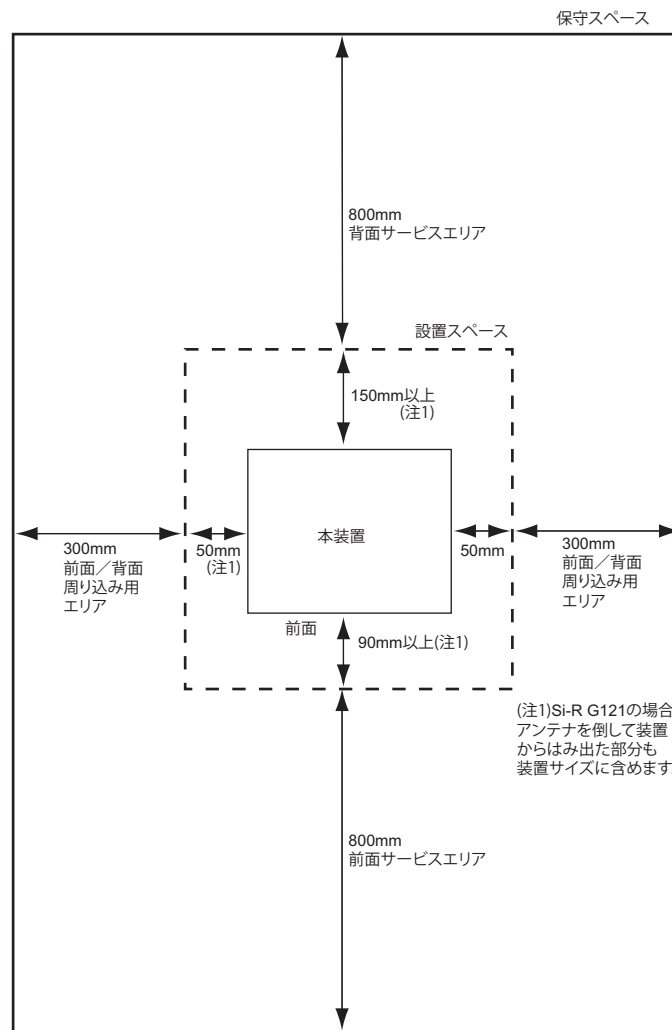 保守スペース
800mm
背面サービスエリア
設置スペース
150mm以上
(注1)
300mm
前面／背面
周り込み用
エリア
50mm
(注1)
本装置
50mm
300mm
前面／背面
周り込み用
エリア
前面
90mm以上(注1)
(注1)Si-R G121の場合
アンテナを倒して装置
からはみ出た部分も
装置サイズに含めます
800mm
前面サービスエリア